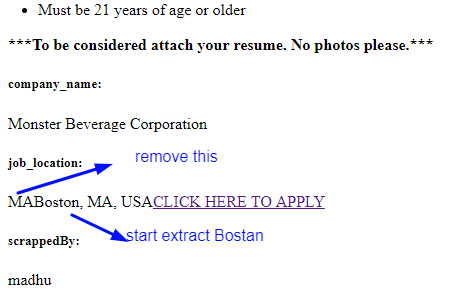 Must be 21 years of age or older
***To be considered attach your resume. No photos please.***
company_name:
Monster Beverage Corporation
job_location:
remove this
MABoston, MA, USACLICK HERE TO APPLY
start extract Bostan
scrappedBy:
madhu